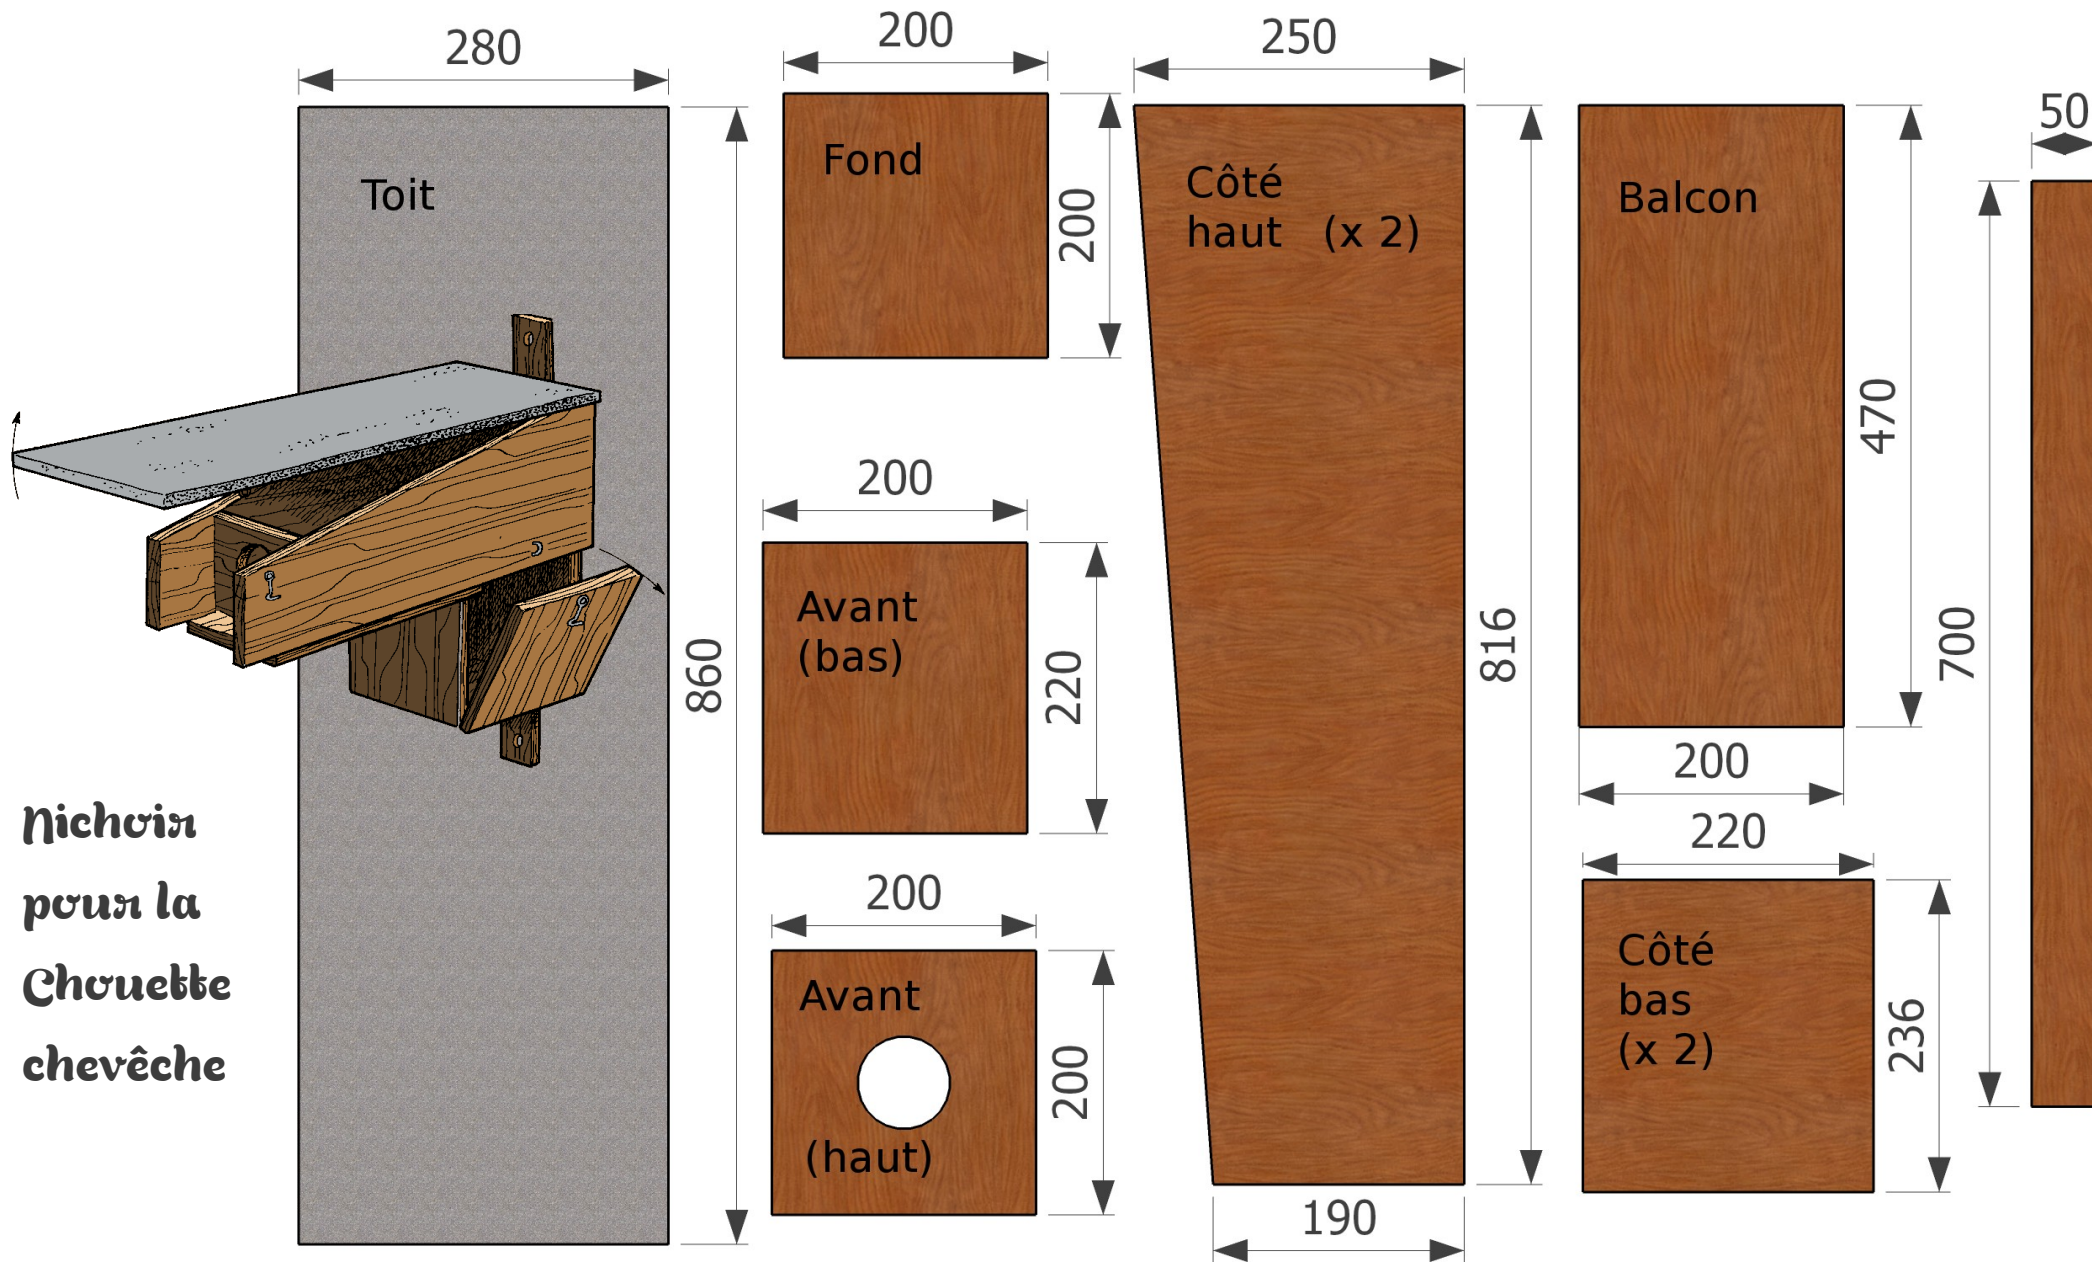 280
Toit
860
200
Fond
200
200
Avant
(bas)
220
200
Avant
(haut)
200
250
Côté
haut (x 2)
816
190
Balcon
470
200
220
Côté
bas
(x 2)
236
50
700
Nichoir
pour la
Chouette
chevêche